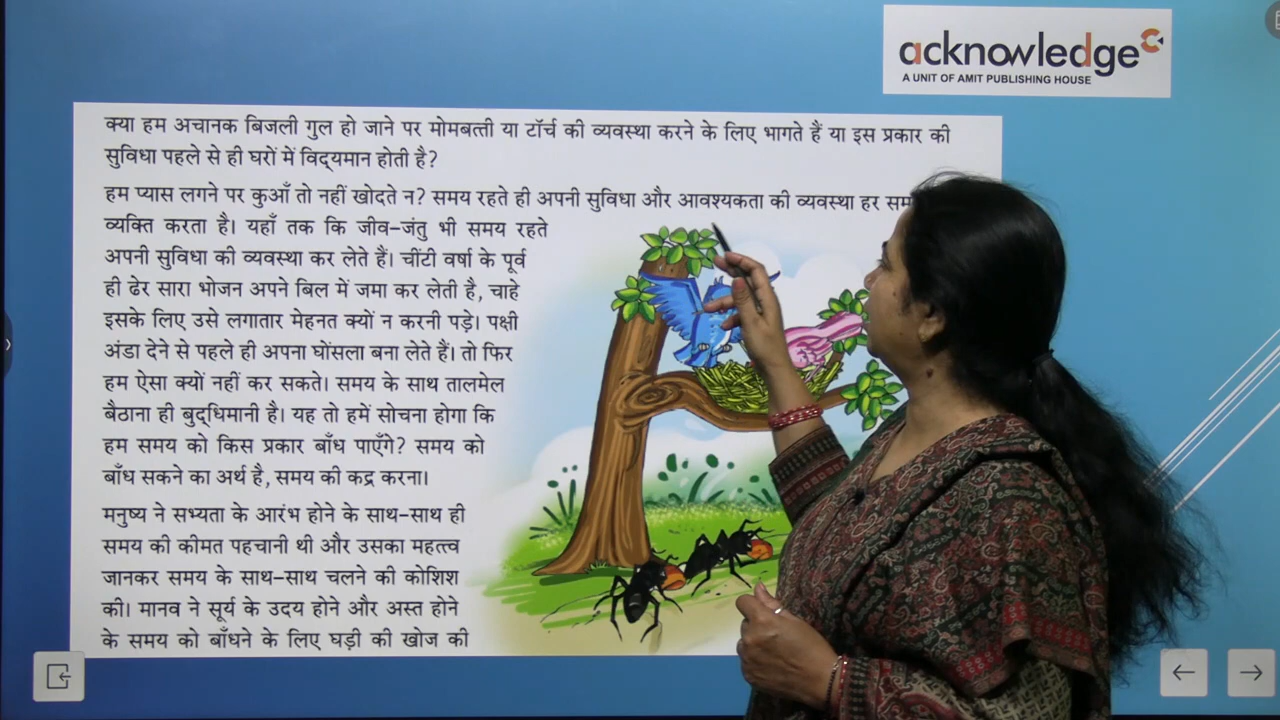 acknowledge
A UNIT OF AMIT PUBLISHING HOUSE
क्या हम अचानक बिजली गुल हो जाने पर मोमबत्ती या टॉर्च की व्यवस्था करने के लिए भागते हैं या इस प्रकार की
सुविधा पहले से ही घरों में विद्यमान होती है?
हम प्यास लगने पर कुआँ तो नहीं खोदते न? समय रहते ही अपनी सुविधा और आवश्यकता की व्यवस्था हर
व्यक्ति करता है। यहाँ तक कि जीव-जंतु भी समय रहते
अपनी सुविधा की व्यवस्था कर लेते हैं। चींटी वर्षा के पूर्व
ही ढेर सारा भोजन अपने बिल में जमा कर लेती है, चाहे
इसके लिए उसे लगातार मेहनत क्यों न करनी पड़े। पक्षी
अंडा देने से पहले ही अपना घोंसला बना लेते हैं। तो फिर
हम ऐसा क्यों नहीं कर सकते। समय के साथ तालमेल
बैठाना ही बुद्धिमानी है। यह तो हमें सोचना होगा कि
हम समय को किस प्रकार बाँध पाएँगे? समय को
बाँध सकने का अर्थ है, समय की कद्र करना।
मनुष्य ने सभ्यता के आरंभ होने के साथ-साथ ही
समय की कीमत पहचानी थी और उसका महत्त्व
जानकर समय के साथ-साथ चलने की कोशिश
की। मानव ने सूर्य के उदय होने और अस्त होने
के समय को बाँधने के लिए घड़ी की खोज की